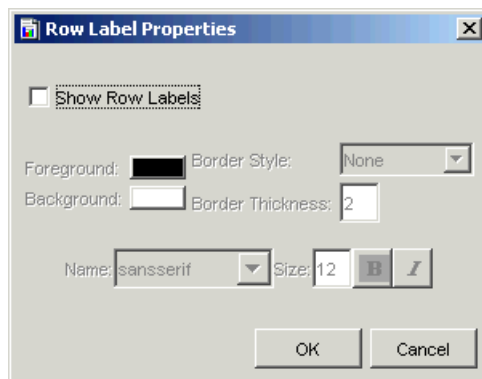 Row Label Properties
Show Row Labels
Foreground: Border Style: None
Background: Border Thickness: 2
Name: sansserif Size: 12 B I
OK Cancel